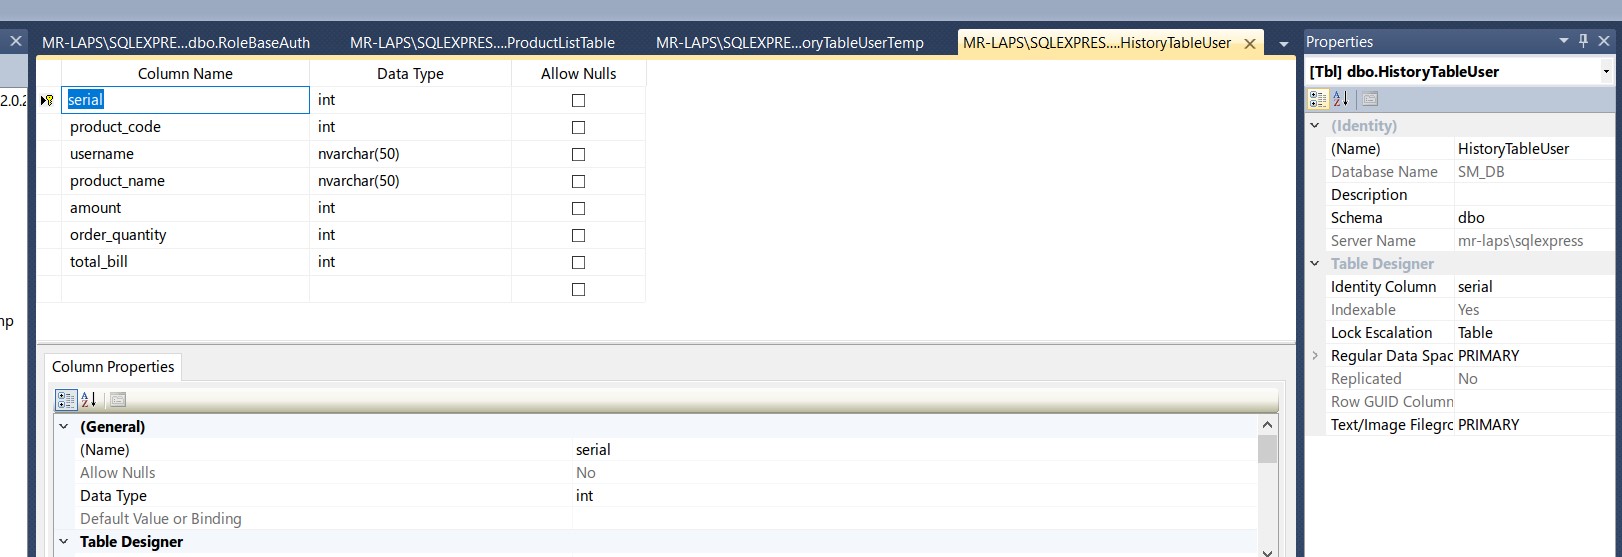 MR-LAPS\SQLEXPRE...dbo.RoleBaseAuth
MR-LAPS\SQLEXPRES....ProductListTable
MR-LAPS\SQLEXPRE...oryTableUserTemp
MR-LAPS\SQLEXPRES....HistoryTableUser
Properties
Column Name Data Type Allow Nulls
serial int
product_code int
username nvarchar(50)
product_name nvarchar(50)
amount int
order_quantity int
total_bill int
2.0.2
mp
Column Properties
(General)
(Name) serial
Allow Nulls No
Data Type int
Default Value or Binding
Table Designer
[Tbl] dbo.HistoryTableUser
(Identity)
(Name) HistoryTableUser
Database Name SM_DB
Description
Schema dbo
Server Name mr-laps\sqlexpress
Table Designer
Identity Column serial
Indexable Yes
Lock Escalation Table
Regular Data Spac PRIMARY
Replicated No
Row GUID Column
Text/Image Filegrc PRIMARY